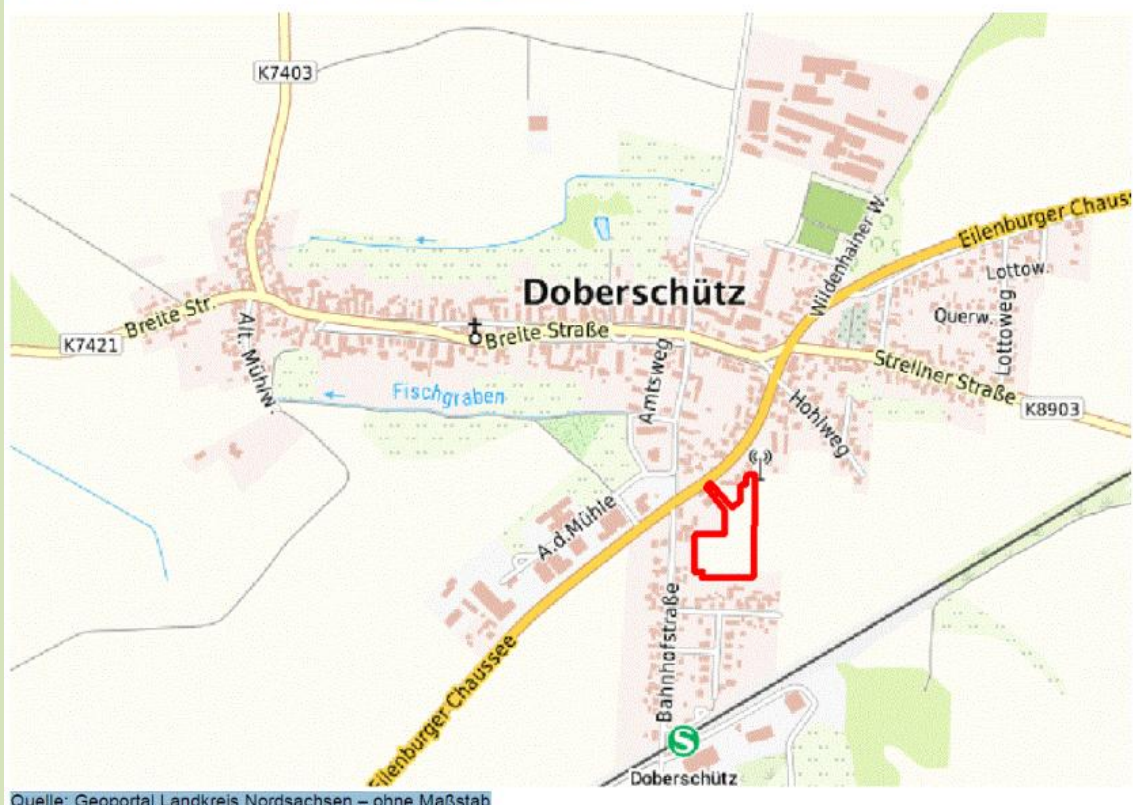 K7403
Eilenburger Chauss
Wildenhainer W.
Lottow.
Doberschütz
Querw.
Lottoweg
Breite Str.
Breite Straße
K7421
Strellner Straße
Alt. Mühlw.
Fischgraben
Amtsweg
Hohlweg
K8903
A.d.Mühle
Bahnhofstraße
Eilenburger Chaussee
S
Doberschütz
Quelle: Geoportal Landkreis Nordsachsen – ohne Maßstab